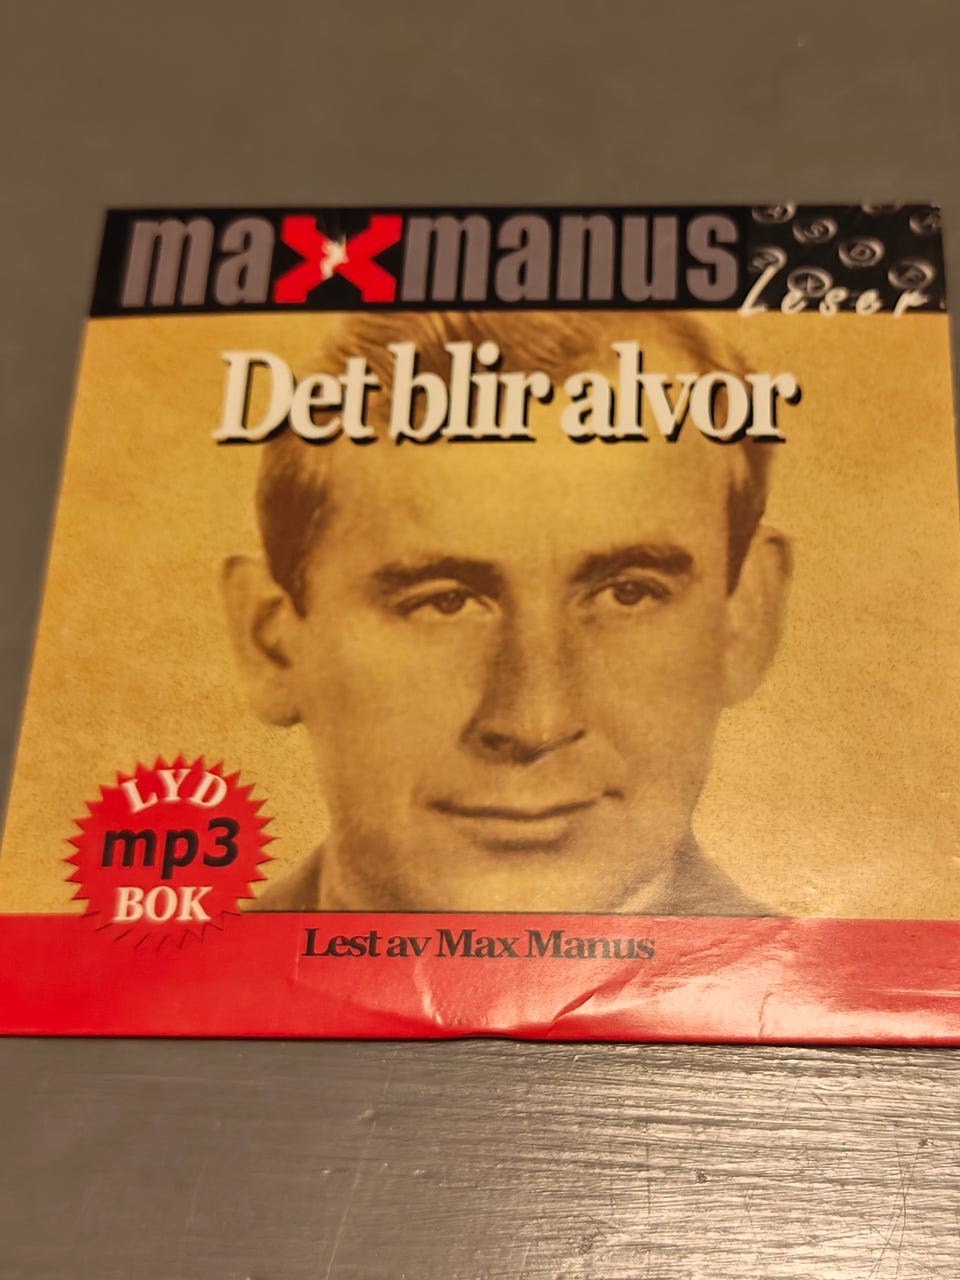 maxmanus
Leser
Det blir alvor
LYD
mp3
BOK
Lest av Max Manus